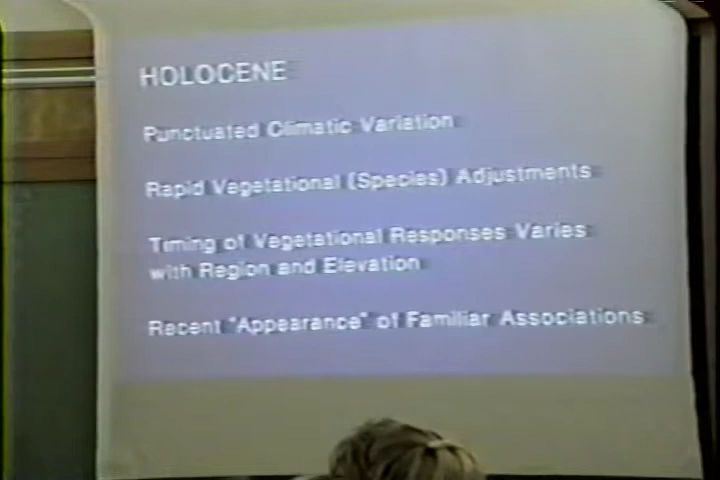 HOLOCENE
Punctuated Climatic Variation
Rapid Vegetational (Species) Adjustments
Timing of Vegetational Responses Varies
with Region and Elevation
Recent "Appearance" of Familiar Associations